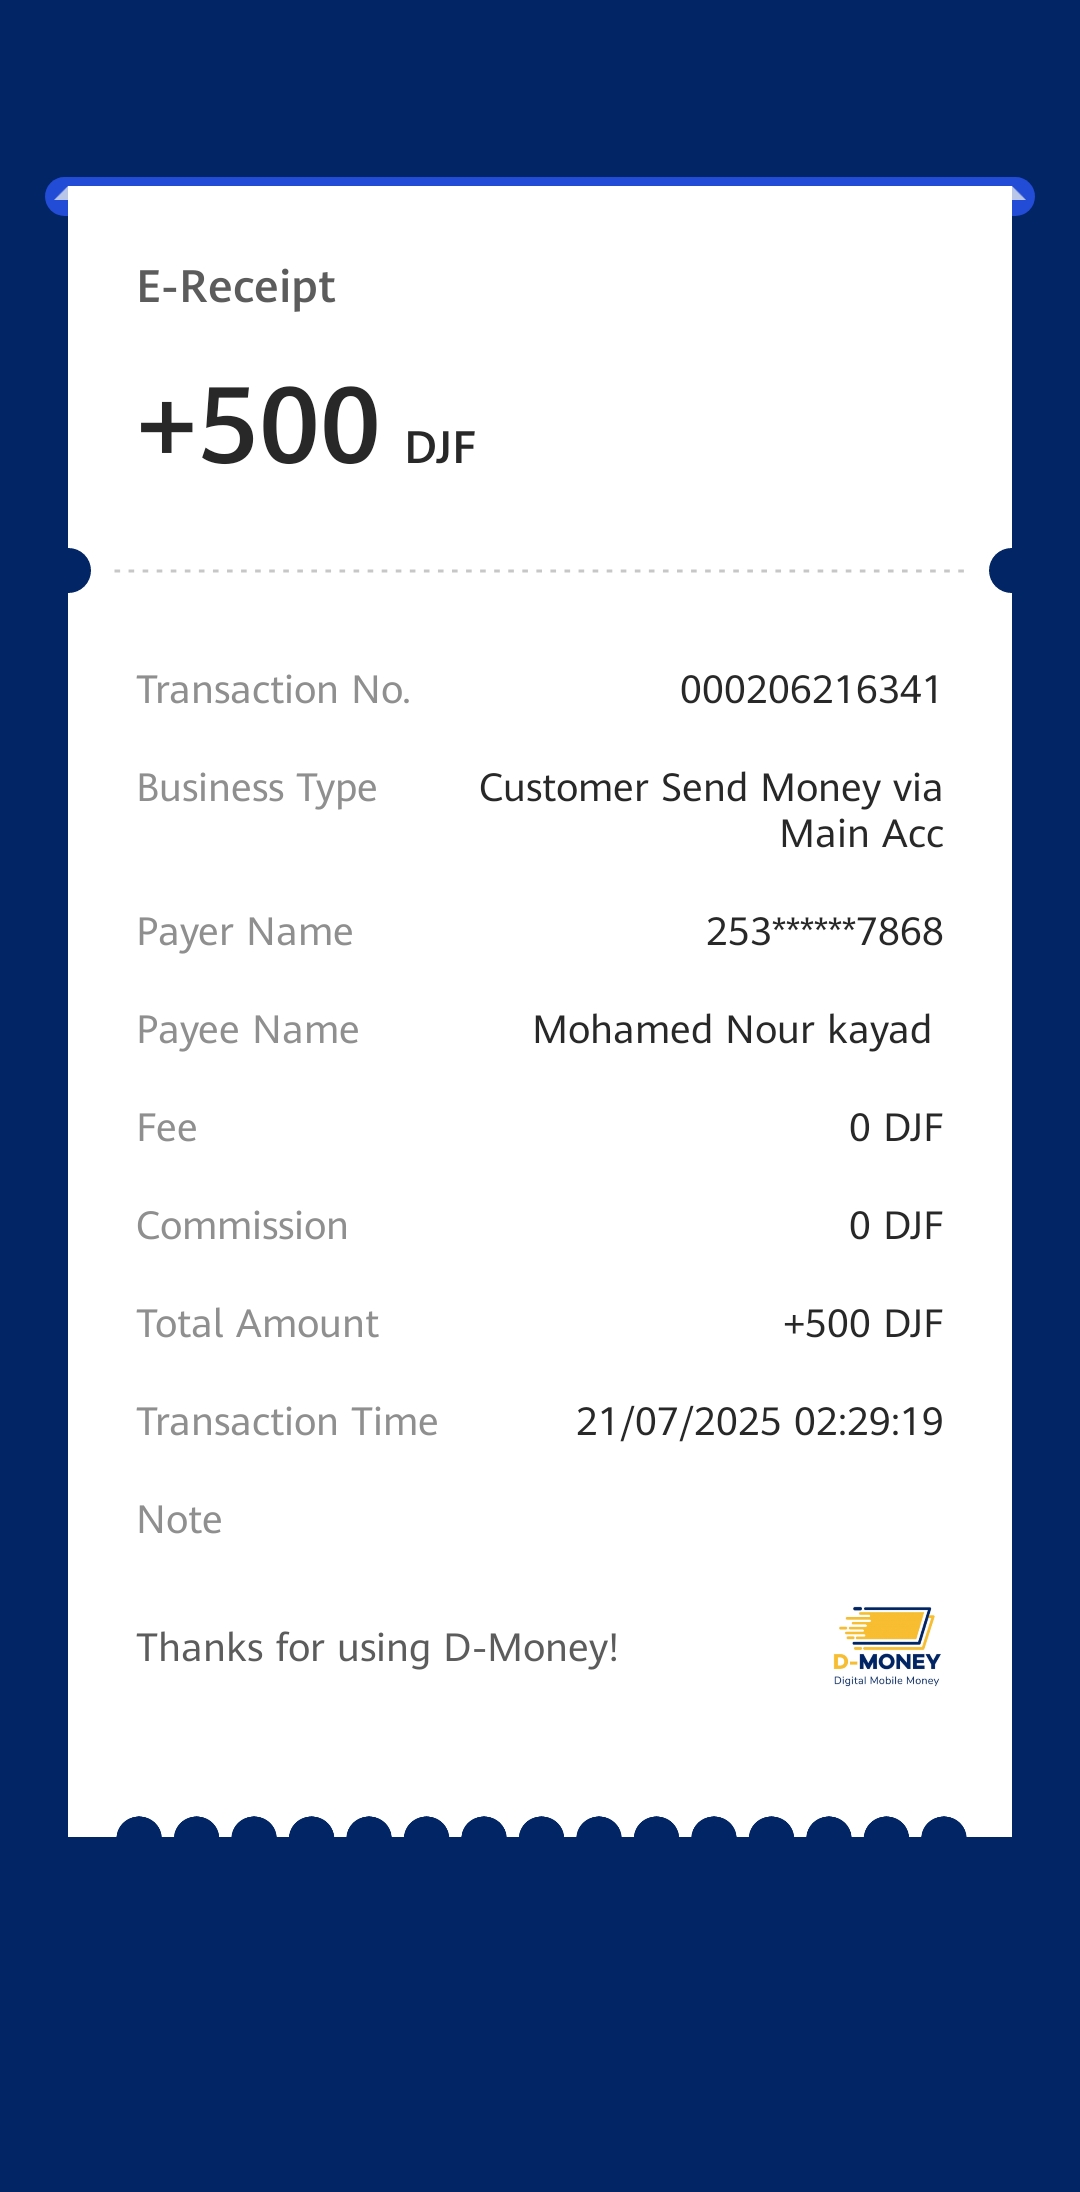 E-Receipt
+500 DJF
Transaction No. 000206216341
Business Type Customer Send Money via
Main Acc
Payer Name 253******7868
Payee Name Mohamed Nour kayad
Fee 0 DJF
Commission 0 DJF
Total Amount +500 DJF
Transaction Time 21/07/2025 02:29:19
Note
Thanks for using D-Money!
D-MONEY
Digital Mobile Money